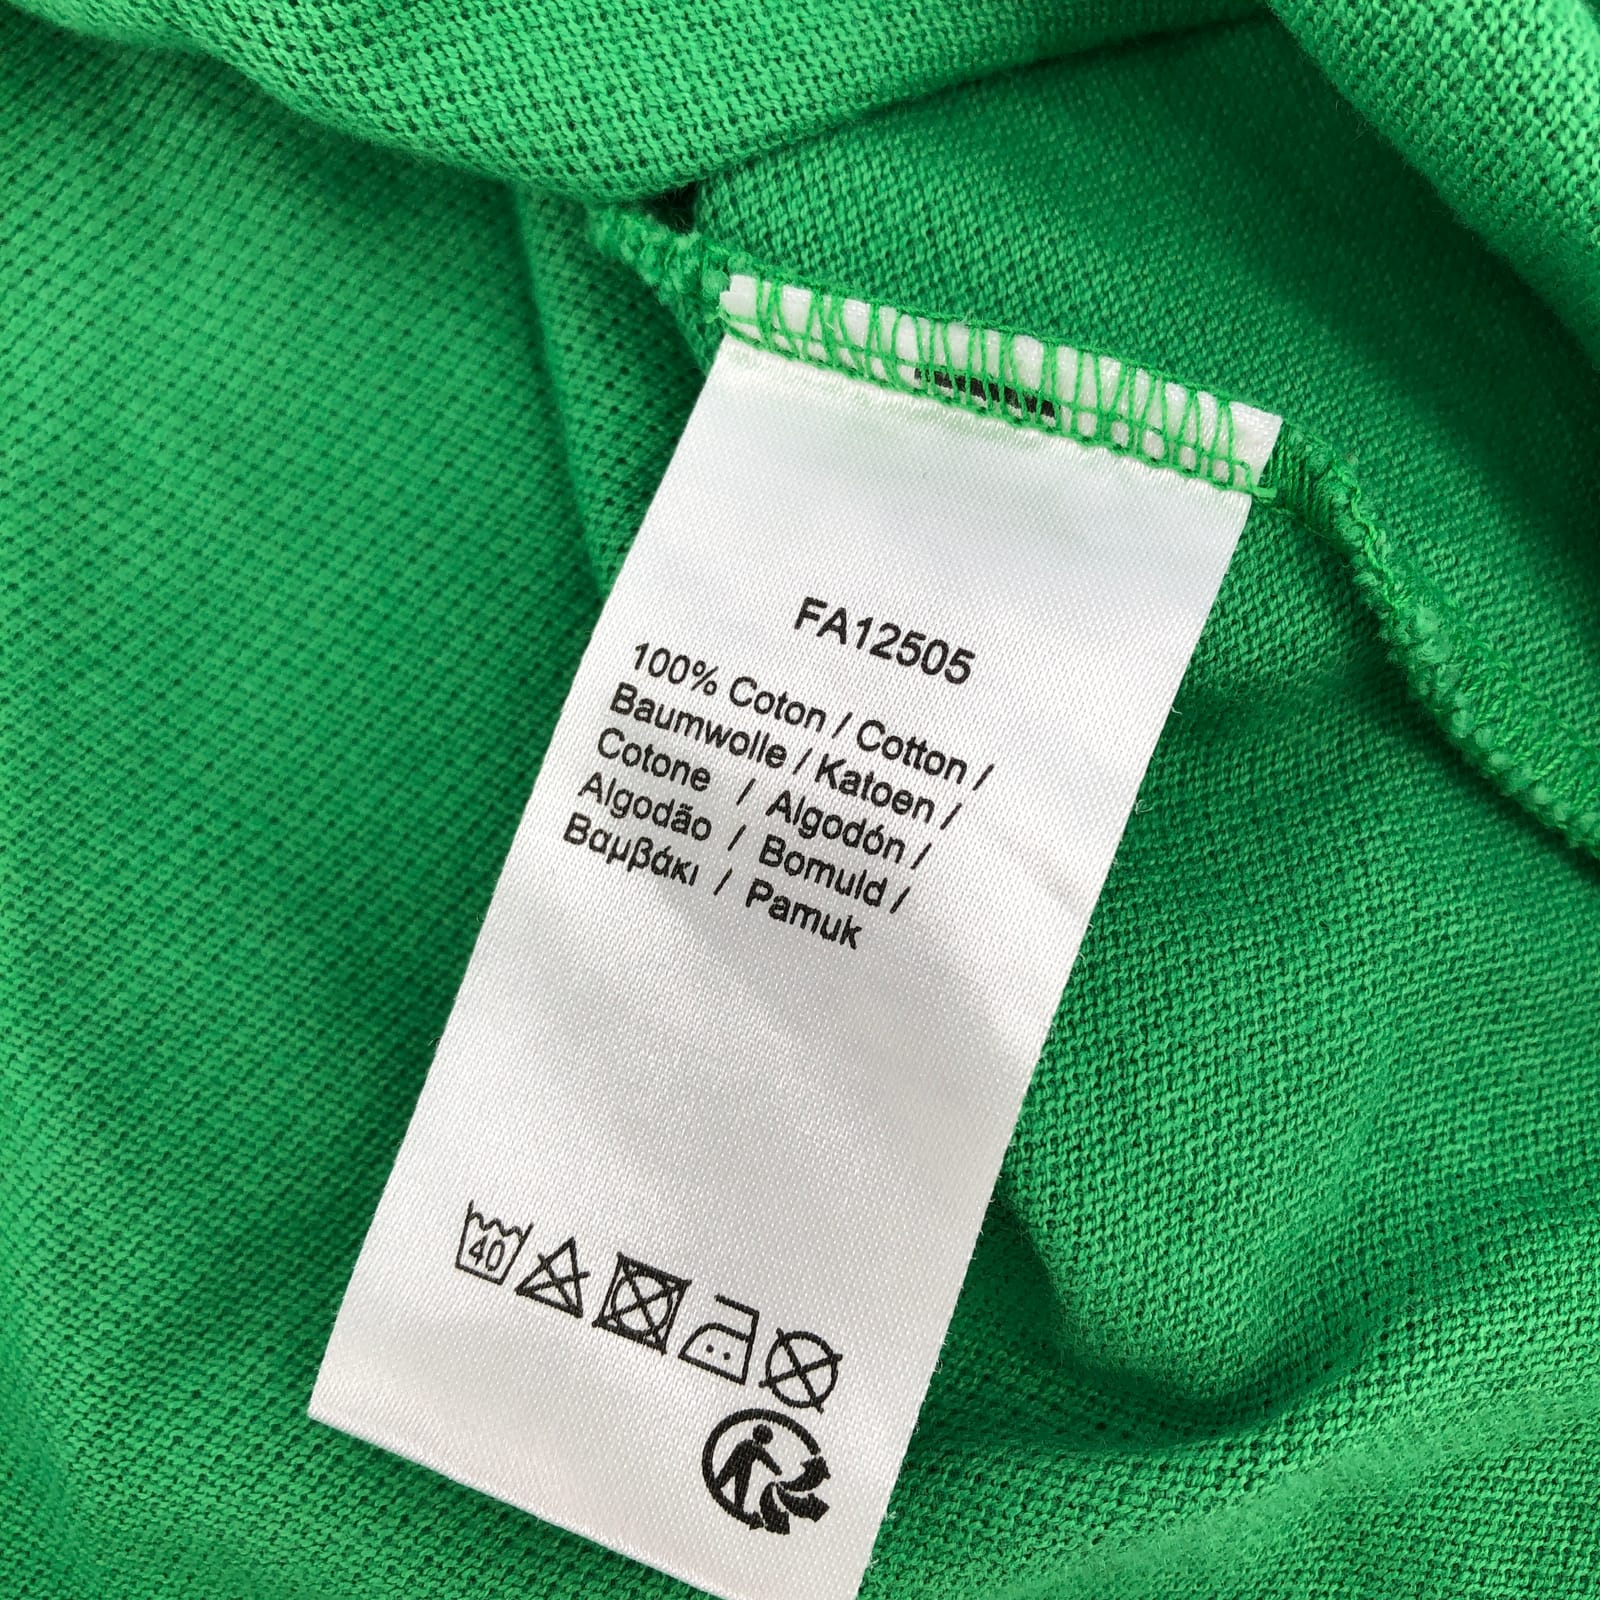 FA12505
100% Coton / Cotton /
Baumwolle / Katoen /
Cotone / Algodón /
Algodão / Bomuld /
Βαμβάκι / Pamuk
40